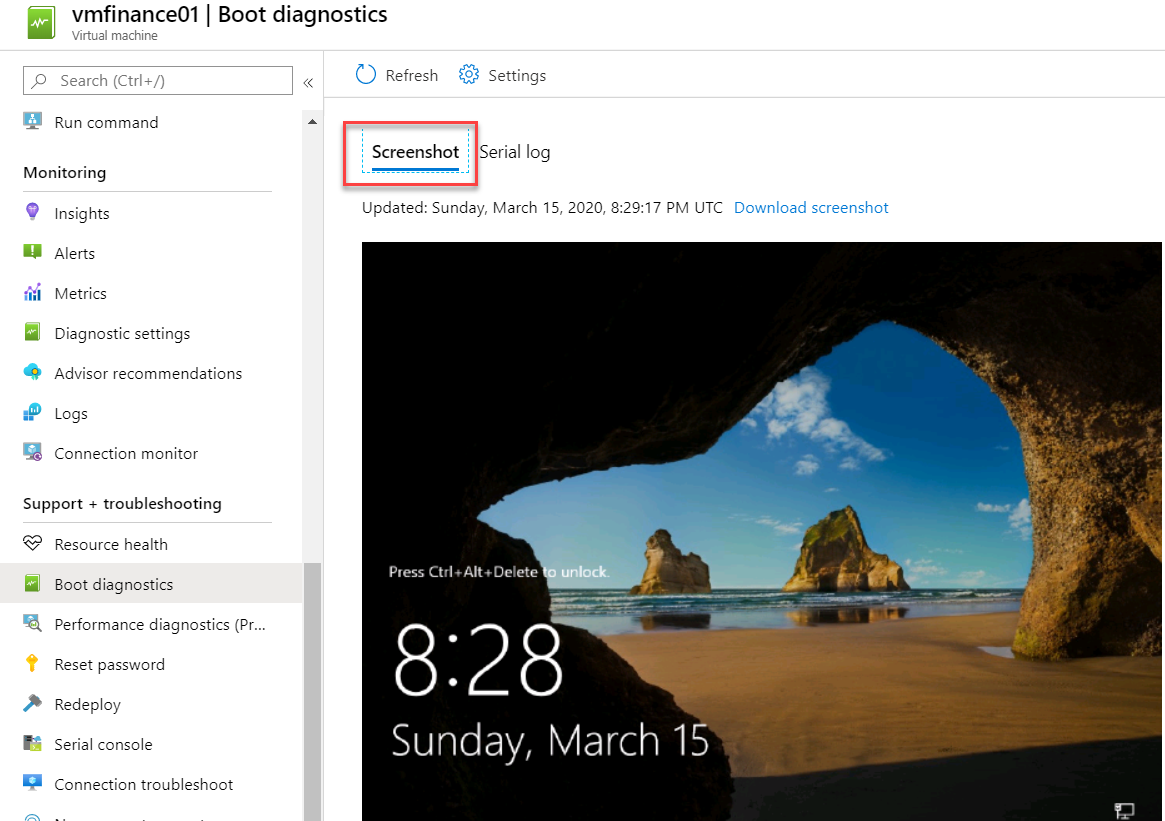 vmfinance01 | Boot diagnostics
Virtual machine
Search (Ctrl+/)
«
Refresh
Settings
Run command
Monitoring
Insights
Alerts
Metrics
Diagnostic settings
Advisor recommendations
Logs
Connection monitor
Support + troubleshooting
Resource health
Boot diagnostics
Performance diagnostics (Pr...
Reset password
Redeploy
Serial console
Connection troubleshoot
Screenshot Serial log
Updated: Sunday, March 15, 2020, 8:29:17 PM UTC Download screenshot
Press Ctrl+Alt+Delete to unlock.
8:28
Sunday, March 15